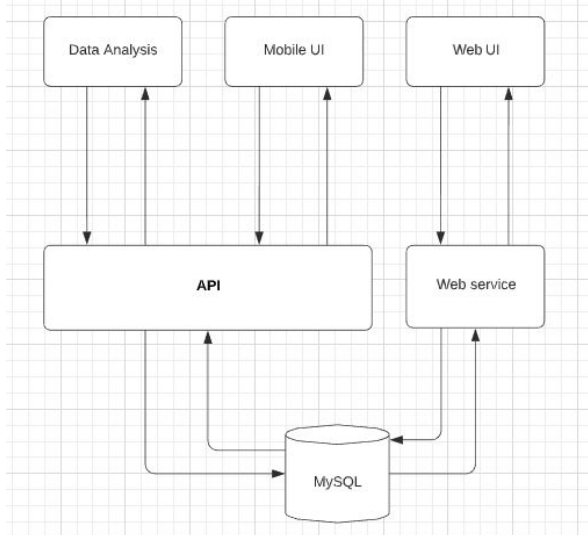 Data Analysis
Mobile UI
Web UI
API
Web service
MySQL